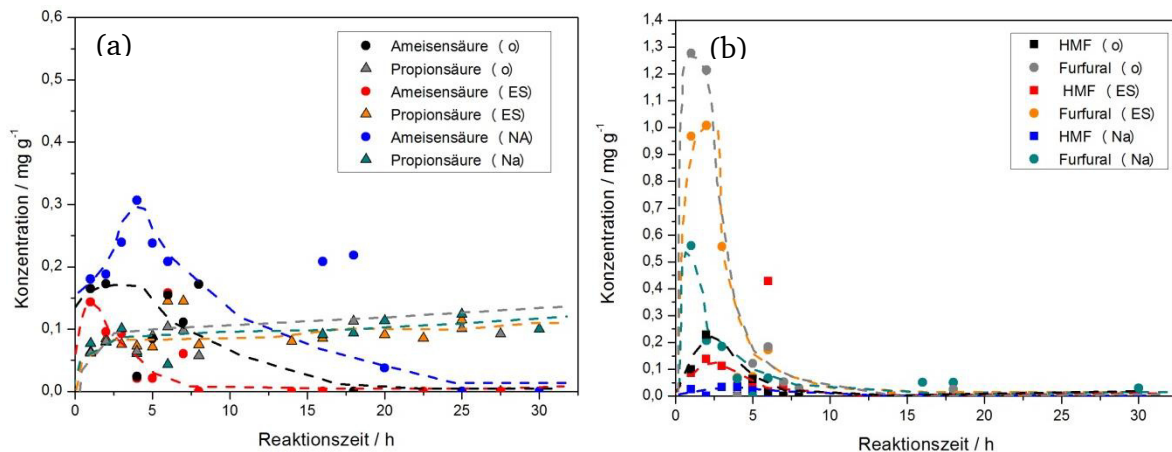 (a)
Ameisensäure ( o)
Propionsäure ( o)
Ameisensäure ( ES)
Propionsäure ( ES)
Ameisensäure ( NA)
Propionsäure ( Na)
Konzentration / mg g⁻¹
0,6
0,5
0,4
0,3
0,2
0,1
0,0
0 5 10 15 20 25 30
Reaktionszeit / h
(b)
HMF ( o)
Furfural ( o)
HMF ( ES)
Furfural ( ES)
HMF ( Na)
Furfural ( Na)
Konzentration / mg g⁻¹
1,4
1,3
1,2
1,1
1,0
0,9
0,8
0,7
0,6
0,5
0,4
0,3
0,2
0,1
0,0
0 5 10 15 20 25 30
Reaktionszeit / h